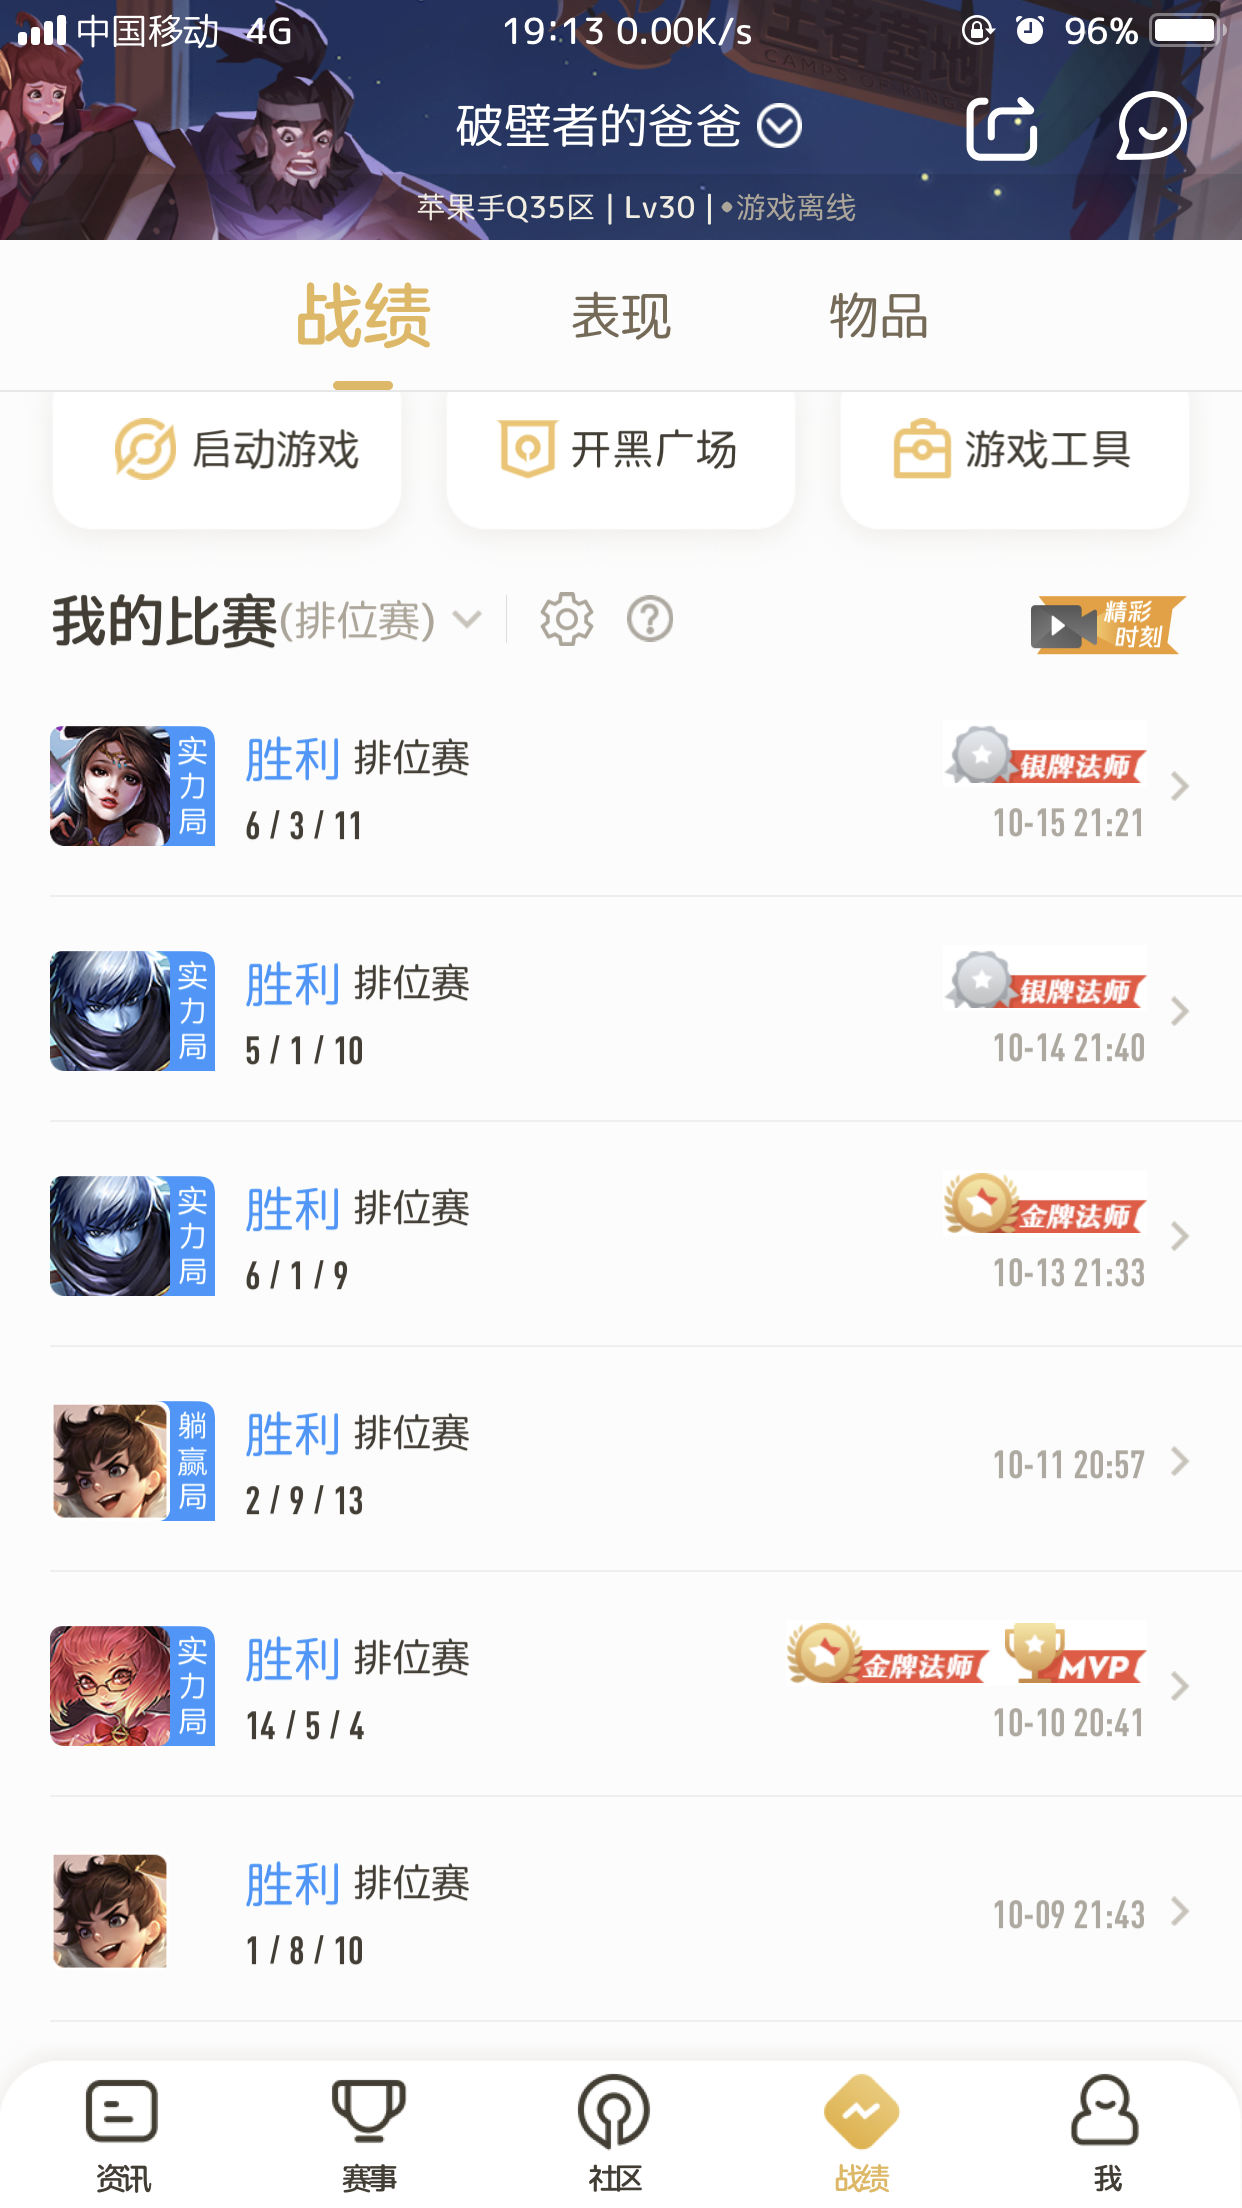 中国移动 4G 19:13 0.00K/s 96%
王者营地
CAMPS OF KING
破壁者的爸爸
苹果手Q35区 | Lv30 | •游戏离线
战绩 表现 物品
启动游戏 开黑广场 游戏工具
我的比赛(排位赛) 精彩时刻
实力局 胜利 排位赛 银牌法师
6 / 3 / 11 10-15 21:21
实力局 胜利 排位赛 银牌法师
5 / 1 / 10 10-14 21:40
实力局 胜利 排位赛 金牌法师
6 / 1 / 9 10-13 21:33
躺赢局 胜利 排位赛
2 / 9 / 13 10-11 20:57
实力局 胜利 排位赛 金牌法师 MVP
14 / 5 / 4 10-10 20:41
胜利 排位赛
1 / 8 / 10 10-09 21:43
资讯 赛事 社区 战绩 我